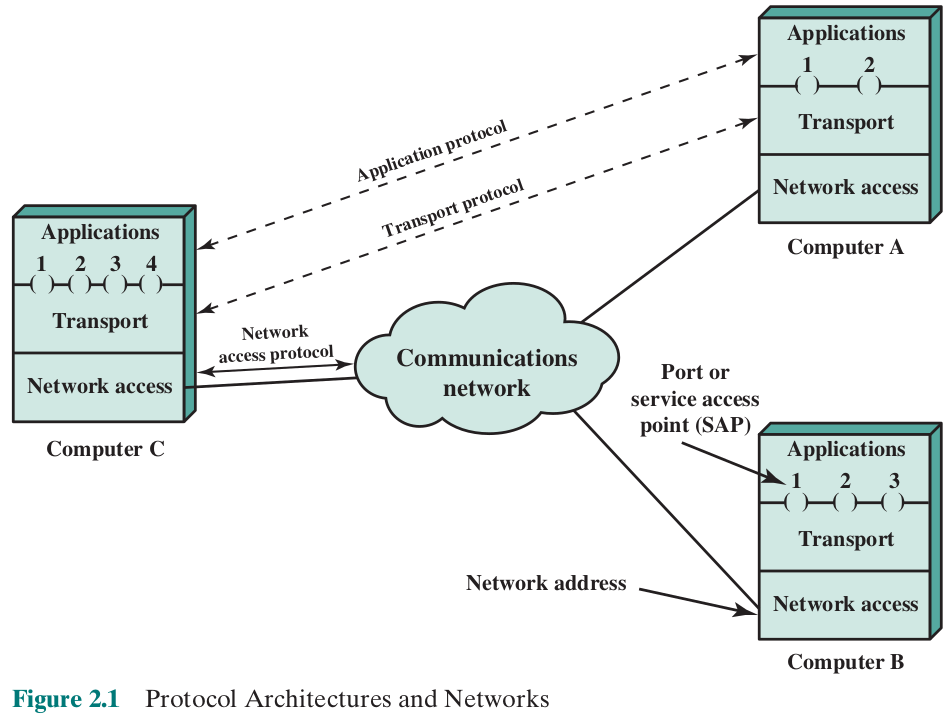 Applications
1 2
Transport
Network access
Computer A
Application protocol
Transport protocol
Applications
1 2 3 4
Transport
Network access
Computer C
Network
access protocol
Communications
network
Port or
service access
point (SAP)
Applications
1 2 3
Transport
Network access
Computer B
Network address
Figure 2.1 Protocol Architectures and Networks